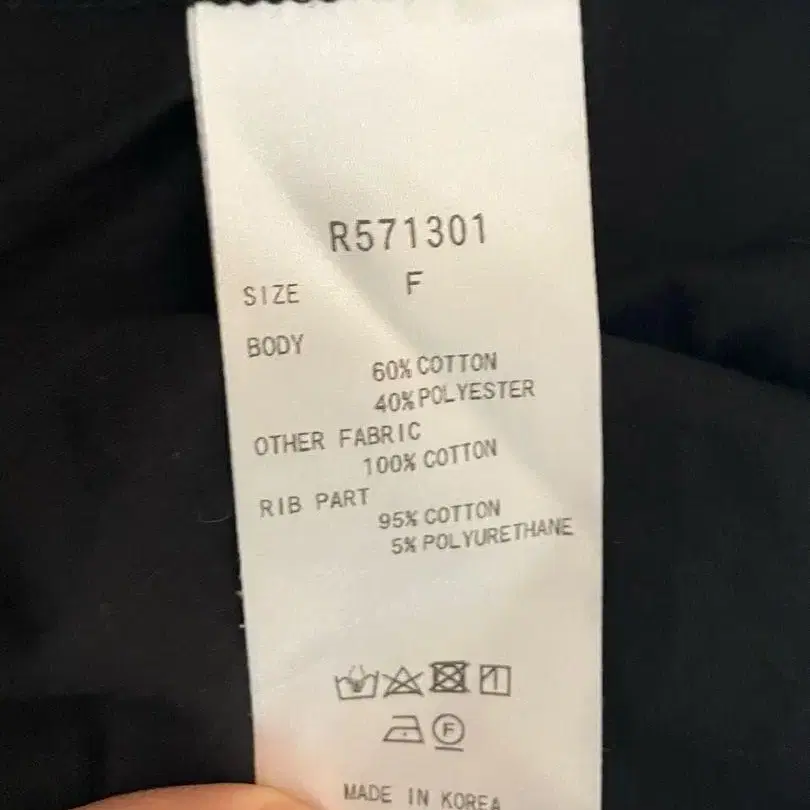 R571301
SIZE F
BODY
60% COTTON
40% POLYESTER
OTHER FABRIC
100% COTTON
RIB PART
95% COTTON
5% POLYURETHANE
F
MADE IN KOREA